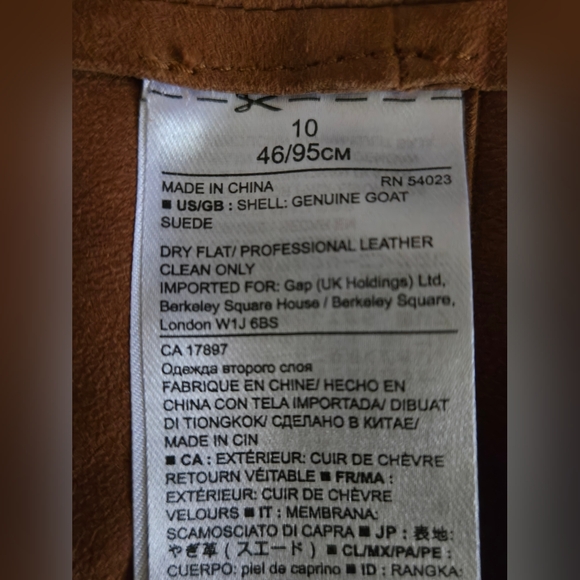 10
46/95CM
MADE IN CHINA RN 54023
■ US/GB : SHELL: GENUINE GOAT
SUEDE
DRY FLAT/ PROFESSIONAL LEATHER
CLEAN ONLY
IMPORTED FOR: Gap (UK Holdings) Ltd,
Berkeley Square House / Berkeley Square,
London W1J 6BS
CA 17897
Одежда второго слоя
FABRIQUE EN CHINE/ HECHO EN
CHINA CON TELA IMPORTADA/ DIBUAT
DI TIONGKOK/ СДЕЛАНО В КИТАЕ/
MADE IN CIN
■ CA : EXTÉRIEUR: CUIR DE CHÈVRE
RETOURN VÉITABLE ■ FR/MA :
EXTÉRIEUR: CUIR DE CHÈVRE
VELOURS ■ IT : MEMBRANA:
SCAMOSCIATO DI CAPRA ■ JP : 表地:
やぎ革 (スエード) ■ CL/MX/PA/PE :
CUERPO: piel de caprino ■ ID : RANGKA: